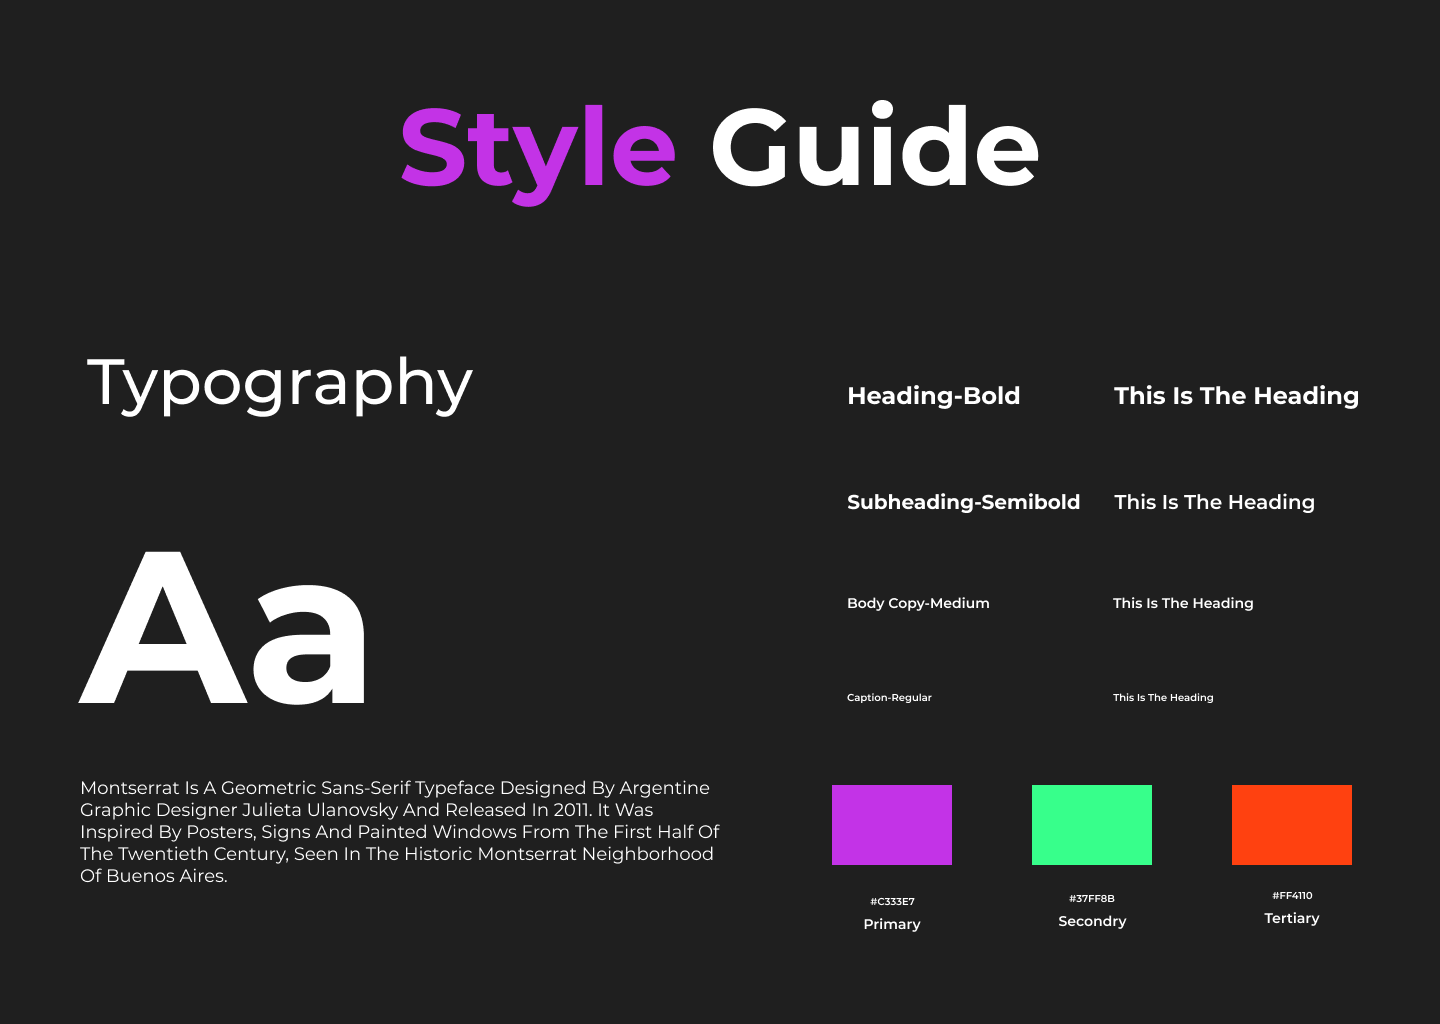 Style Guide
Typography
Heading-Bold
This Is The Heading
Subheading-Semibold
This Is The Heading
Body Copy-Medium
This Is The Heading
Caption-Regular
This Is The Heading
Aa
Montserrat Is A Geometric Sans-Serif Typeface Designed By Argentine
Graphic Designer Julieta Ulanovsky And Released In 2011. It Was
Inspired By Posters, Signs And Painted Windows From The First Half Of
The Twentieth Century, Seen In The Historic Montserrat Neighborhood
Of Buenos Aires.
#C333E7
Primary
#37FF8B
Secondry
#FF4110
Tertiary